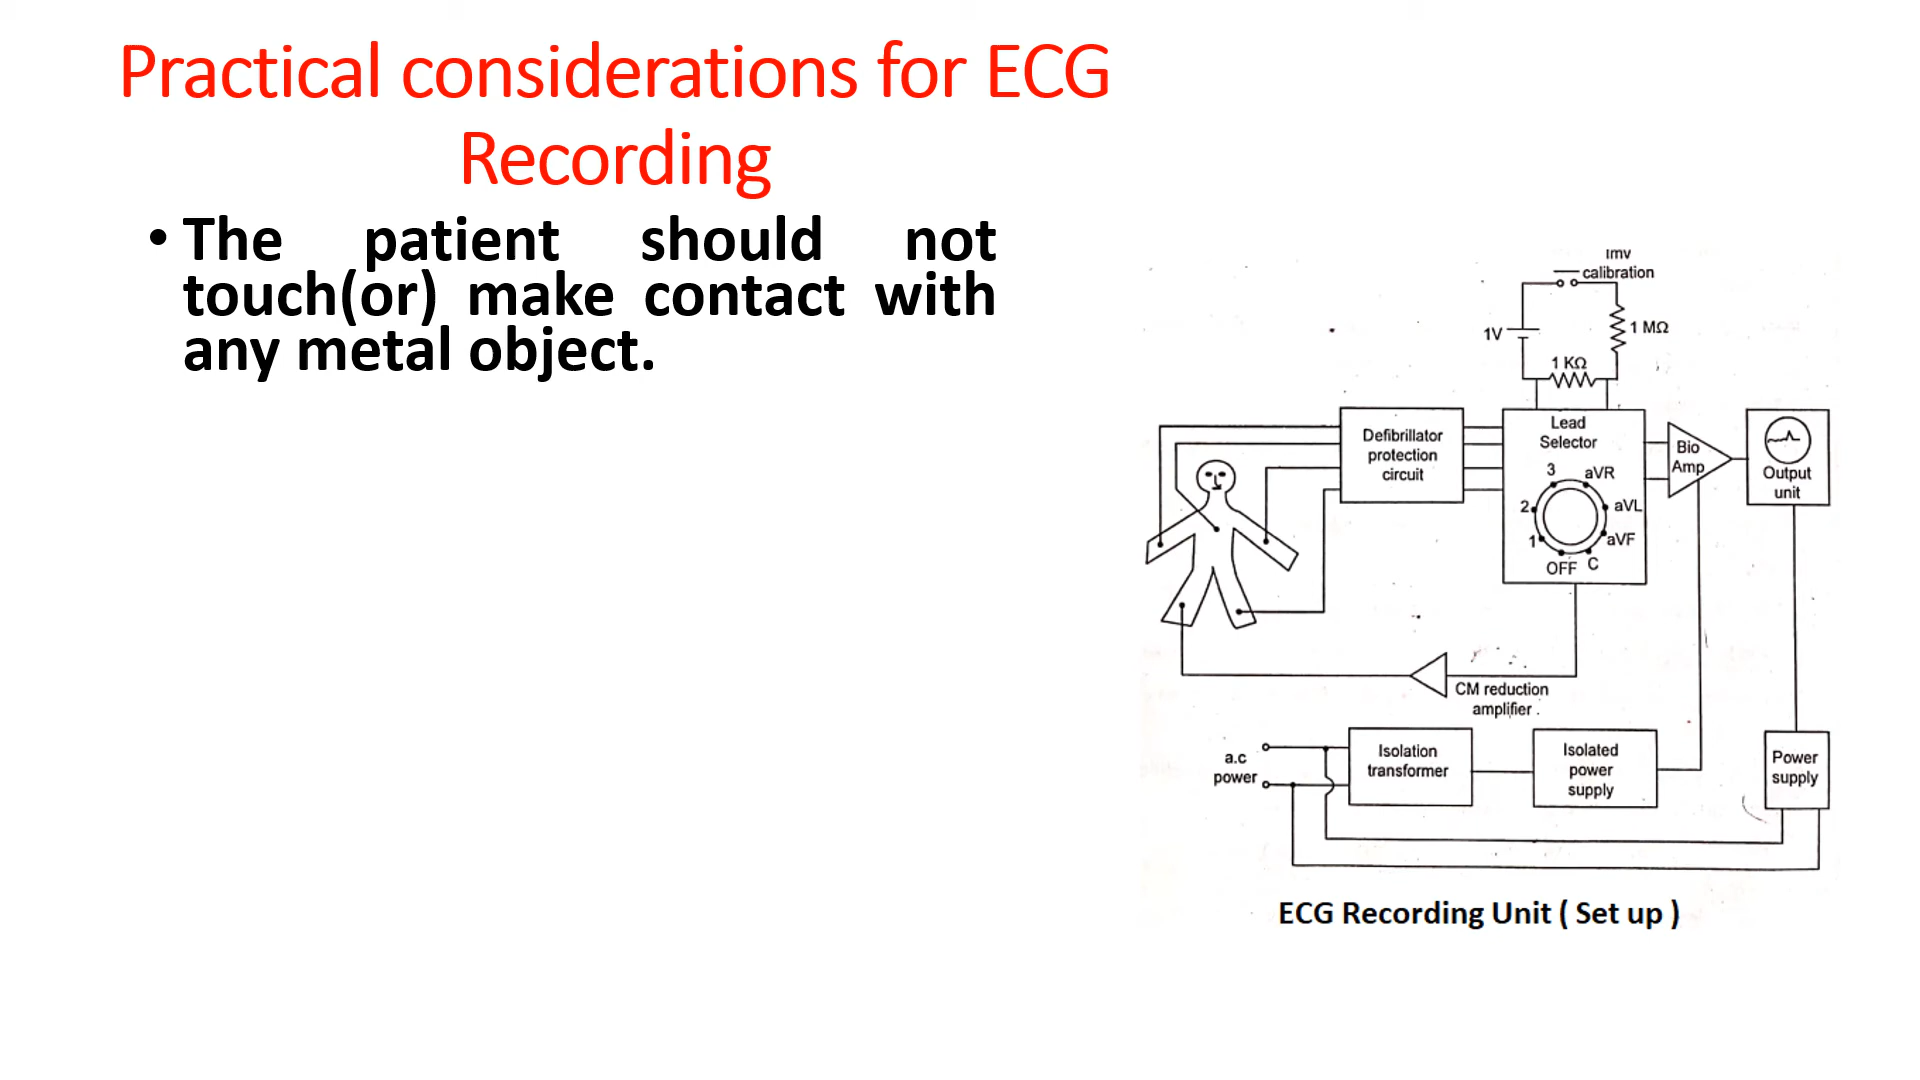 Practical considerations for ECG
Recording
• The patient should not
touch(or) make contact with
any metal object.
1mv
calibration
1V
1 MΩ
1 KΩ
Defibrillator
protection
circuit
Lead
Selector
3
aVR
2
aVL
1
aVF
OFF
C
Bio
Amp
Output
unit
CM reduction
amplifier
a.c
power
Isolation
transformer
Isolated
power
supply
Power
supply
ECG Recording Unit ( Set up )